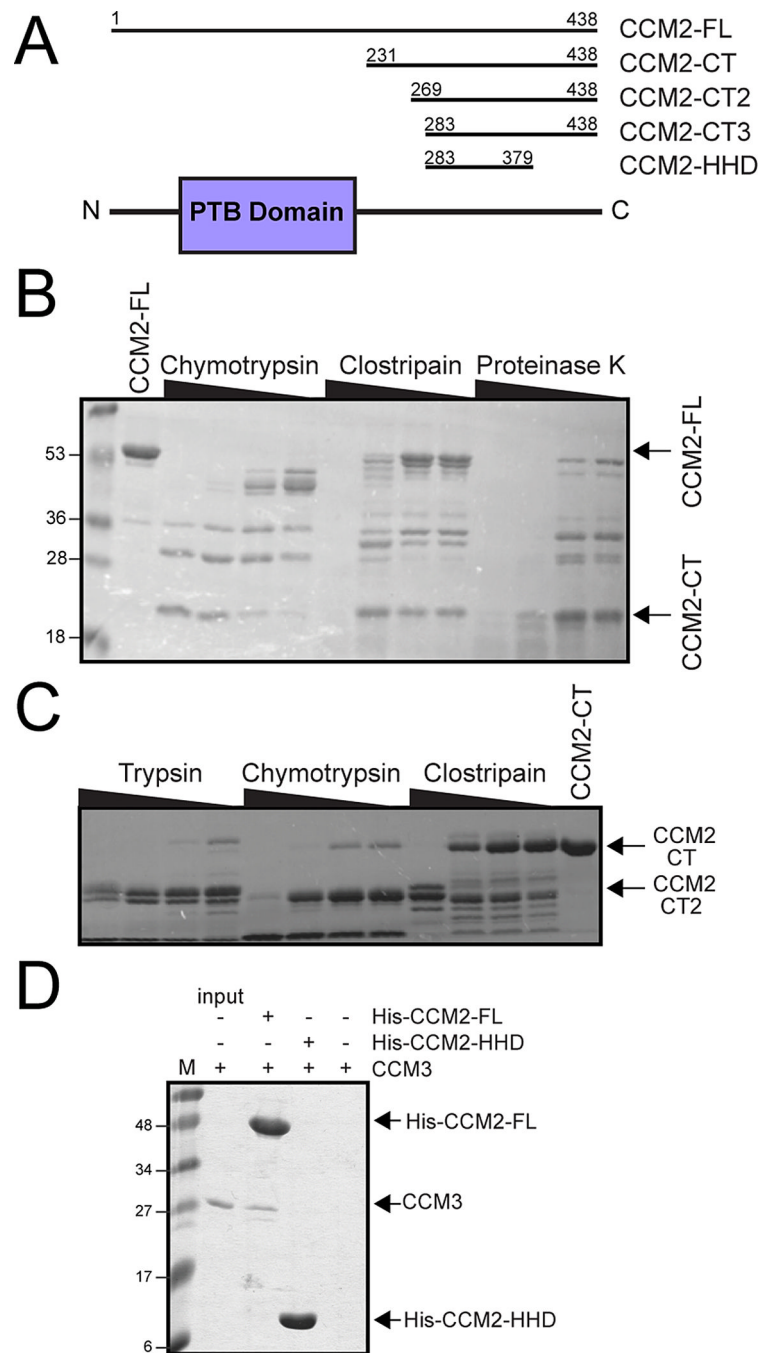 A
1 438 CCM2-FL
231 438 CCM2-CT
269 438 CCM2-CT2
283 438 CCM2-CT3
283 379 CCM2-HHD
N PTB Domain C
B
CCM2-FL
Chymotrypsin Clostripain Proteinase K
53
36
28
18
CCM2-FL
CCM2-CT
C
Trypsin Chymotrypsin Clostripain CCM2-CT
CCM2
CT
CCM2
CT2
D
input
- + - - His-CCM2-FL
- - + - His-CCM2-HHD
M + + + + CCM3
48 His-CCM2-FL
34
27 CCM3
17
His-CCM2-HHD
6